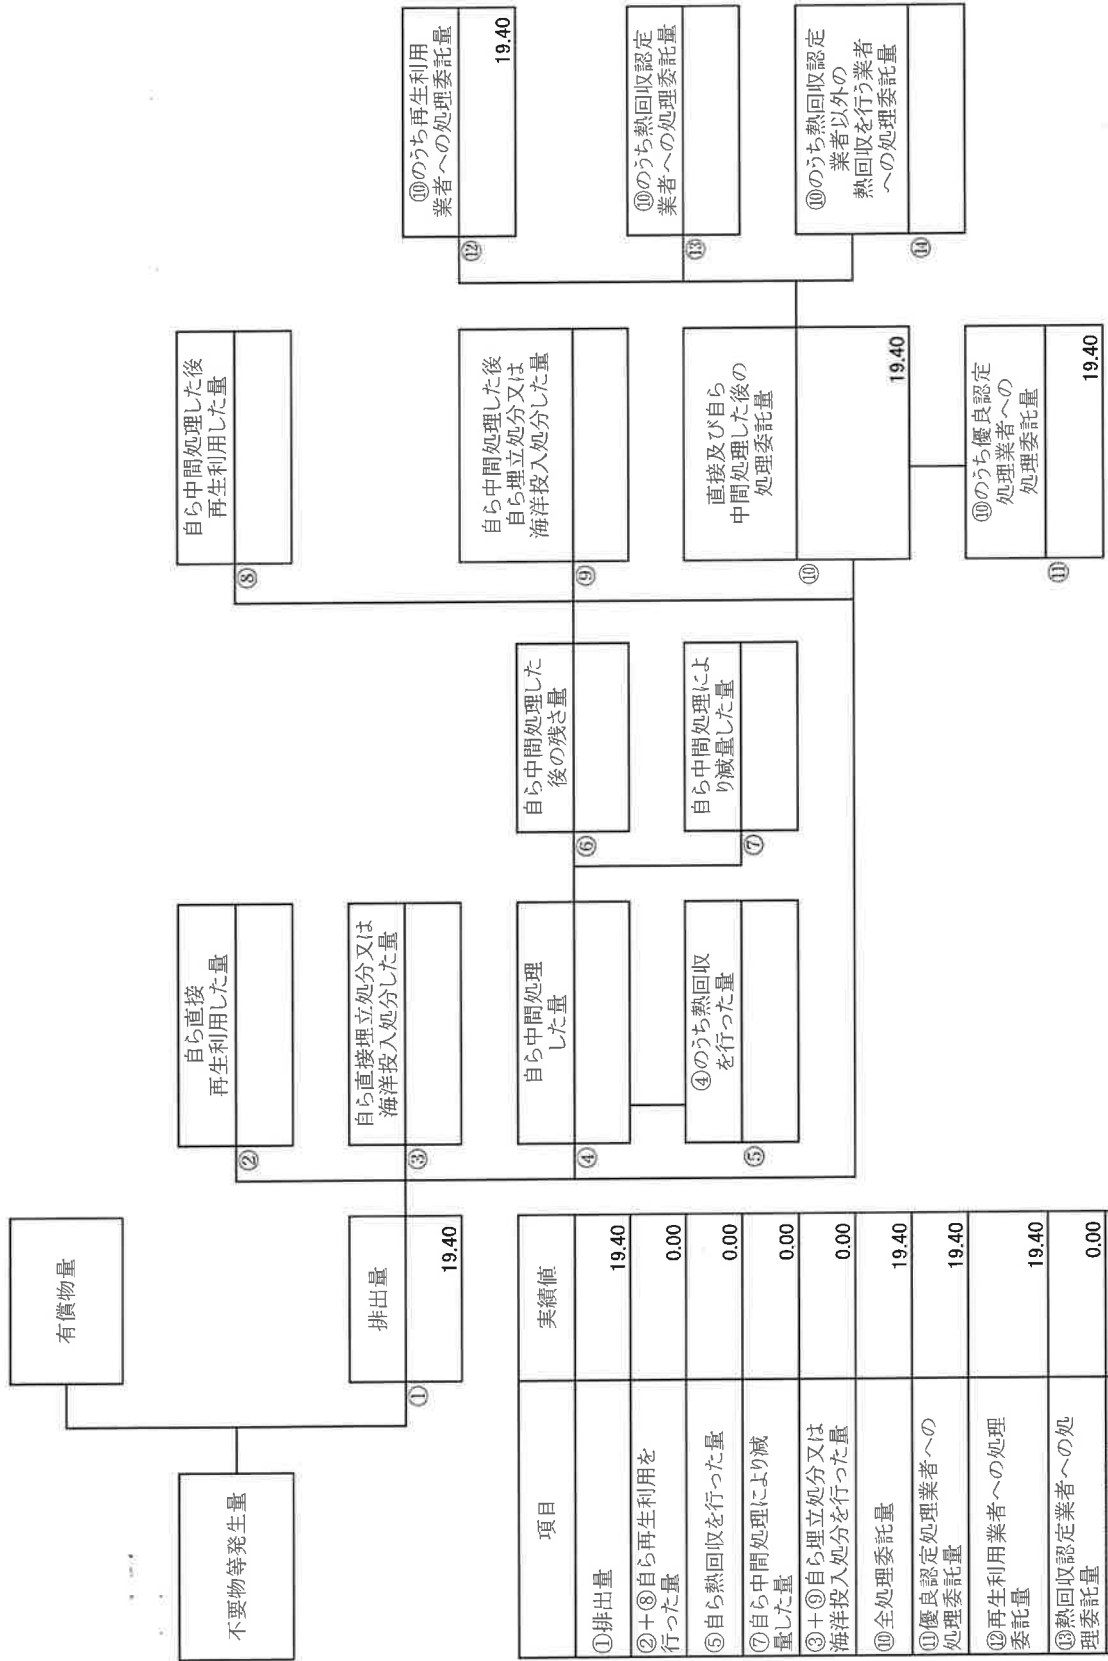 不要物等発生量
有償物量
排出量
①
19.40
自ら直接
再生利用した量
②
自ら直接埋立処分又は
海洋投入処分した量
③
自ら中間処理
した量
④
④のうち熱回収
を行った量
⑤
自ら中間処理した
後の残さ量
⑥
自ら中間処理によ
り減量した量
⑦
自ら中間処理した後
再生利用した量
⑧
自ら中間処理した後
自ら埋立処分又は
海洋投入処分した量
⑨
直接及び自ら
中間処理した後の
処理委託量
⑩
19.40
⑩のうち優良認定
処理業者への
処理委託量
⑪
19.40
⑩のうち再生利用
業者への処理委託量
⑫
19.40
⑩のうち熱回収認定
業者への処理委託量
⑬
⑩のうち熱回収認定
業者以外の
熱回収を行う業者
への処理委託量
⑭
項目 実績値
①排出量 19.40
②+⑧自ら再生利用を
行った量 0.00
⑤自ら熱回収を行った量 0.00
⑦自ら中間処理により減
量した量 0.00
③+⑨自ら埋立処分又は
海洋投入処分を行った量 0.00
⑩全処理委託量 19.40
⑪優良認定処理業者への
処理委託量 19.40
⑫再生利用業者への処理
委託量 19.40
⑬熱回収認定業者への処
理委託量 0.00